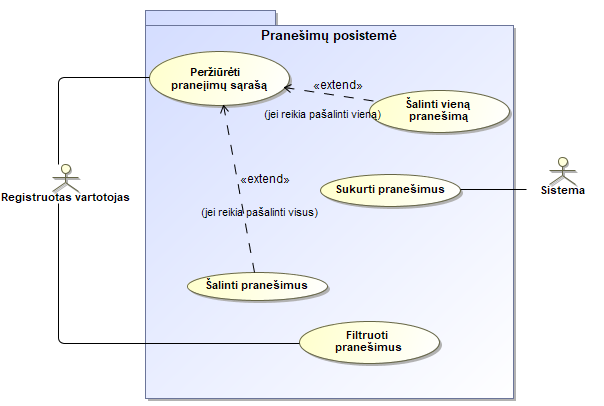 Pranešimų posistemė
Peržiūrėti
pranejimų sąrašą
«extend»
Šalinti vieną
pranešimą
(jei reikia pašalinti vieną)
«extend»
Sukurti pranešimus
Registruotas vartotojas
Sistema
(jei reikia pašalinti visus)
Šalinti pranešimus
Filtruoti
pranešimus